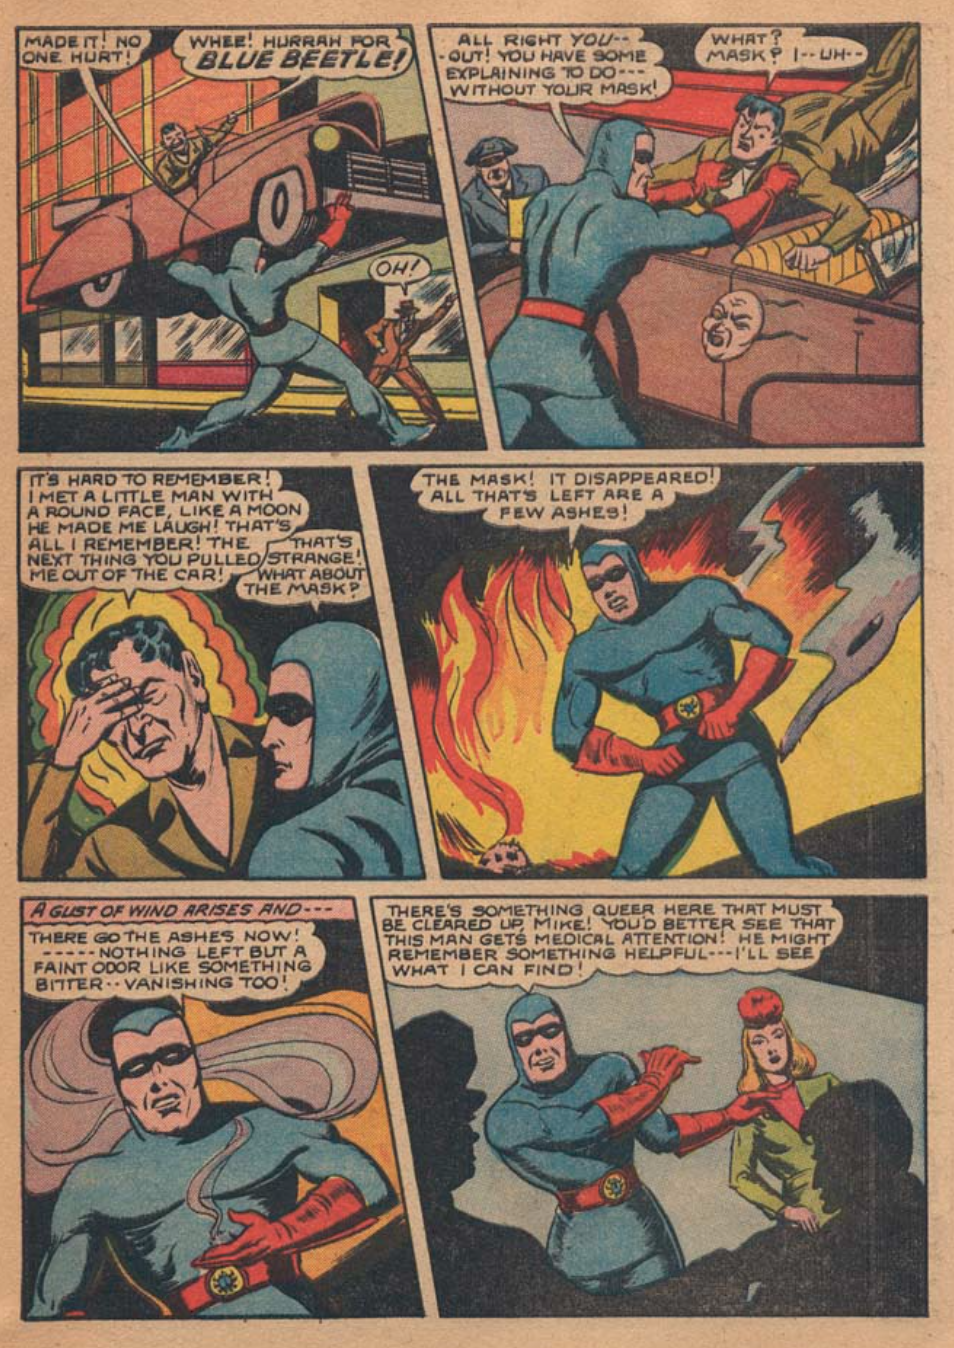 MADE IT! NO
ONE HURT!
WHEE! HURRAH FOR
BLUE BEETLE!
OH!
ALL RIGHT YOU--
-OUT! YOU HAVE SOME
EXPLAINING TO DO---
WITHOUT YOUR MASK!
WHAT?
MASK? I--UH--
IT'S HARD TO REMEMBER!
I MET A LITTLE MAN WITH
A ROUND FACE, LIKE A MOON
HE MADE ME LAUGH! THAT'S
ALL I REMEMBER! THE
NEXT THING YOU PULLED
ME OUT OF THE CAR!
THAT'S
STRANGE!
WHAT ABOUT
THE MASK?
THE MASK! IT DISAPPEARED!
ALL THAT'S LEFT ARE A
FEW ASHES!
A GUST OF WIND ARISES AND---
THERE GO THE ASHES NOW!
-----NOTHING LEFT BUT A
FAINT ODOR LIKE SOMETHING
BITTER--VANISHING TOO!
THERE'S SOMETHING QUEER HERE THAT MUST
BE CLEARED UP, MIKE! YOU'D BETTER SEE THAT
THIS MAN GETS MEDICAL ATTENTION! HE MIGHT
REMEMBER SOMETHING HELPFUL---I'LL SEE
WHAT I CAN FIND!